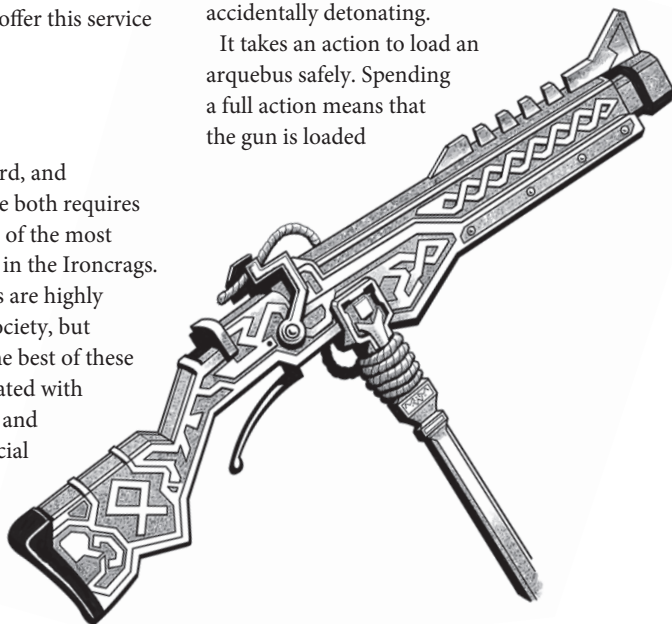 offer this service
rd, and
e both requires
of the most
in the Ironcrags.
s are highly
ociety, but
he best of these
ated with
and
cial
accidentally detonating.
It takes an action to load an
arquebus safely. Spending
a full action means that
the gun is loaded